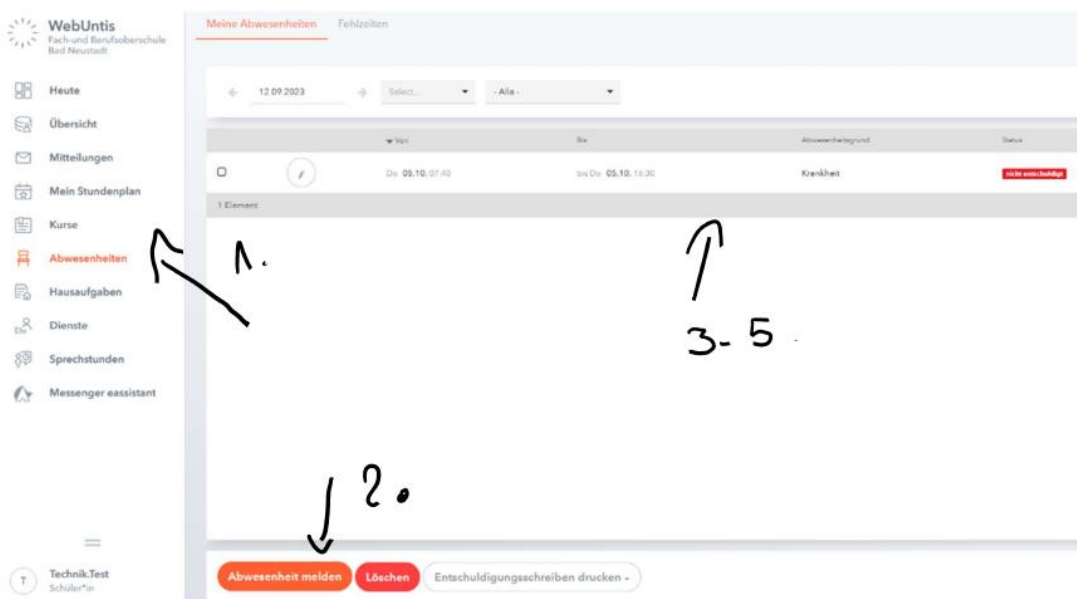 WebUntis
Fach-und Berufsoberschule
Bad Neustadt
Heute
Übersicht
Mitteilungen
Mein Stundenplan
Kurse
Abwesenheiten
Hausaufgaben
Dienste
Sprechstunden
Messenger eassistant
Technik.Test
Schüler*in
T
Meine Abwesenheiten Fehlzeiten
12.09.2023 Select... - Alle -
Von Bis Abwesenheitsgrund Status
Do 05.10. 07:40 bis Do 05.10. 16:30 Krankheit nicht entschuldigt
1 Element
1.
3-5.
2.
Abwesenheit melden Löschen Entschuldigungsschreiben drucken